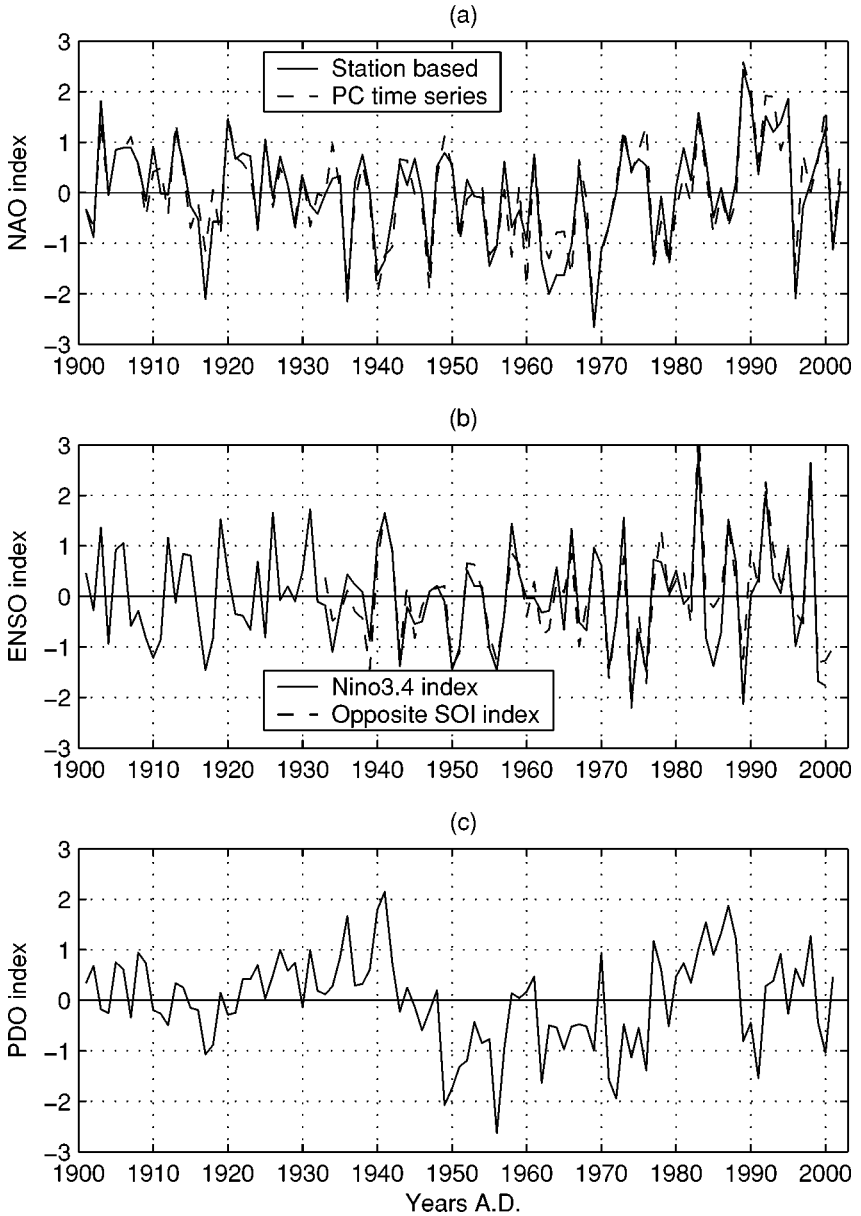 (a)
3
2
1
0
−1
−2
−3
NAO index
Station based
PC time series
1900 1910 1920 1930 1940 1950 1960 1970 1980 1990 2000
(b)
3
2
1
0
−1
−2
−3
ENSO index
Nino3.4 index
Opposite SOI index
1900 1910 1920 1930 1940 1950 1960 1970 1980 1990 2000
(c)
3
2
1
0
−1
−2
−3
PDO index
1900 1910 1920 1930 1940 1950 1960 1970 1980 1990 2000
Years A.D.